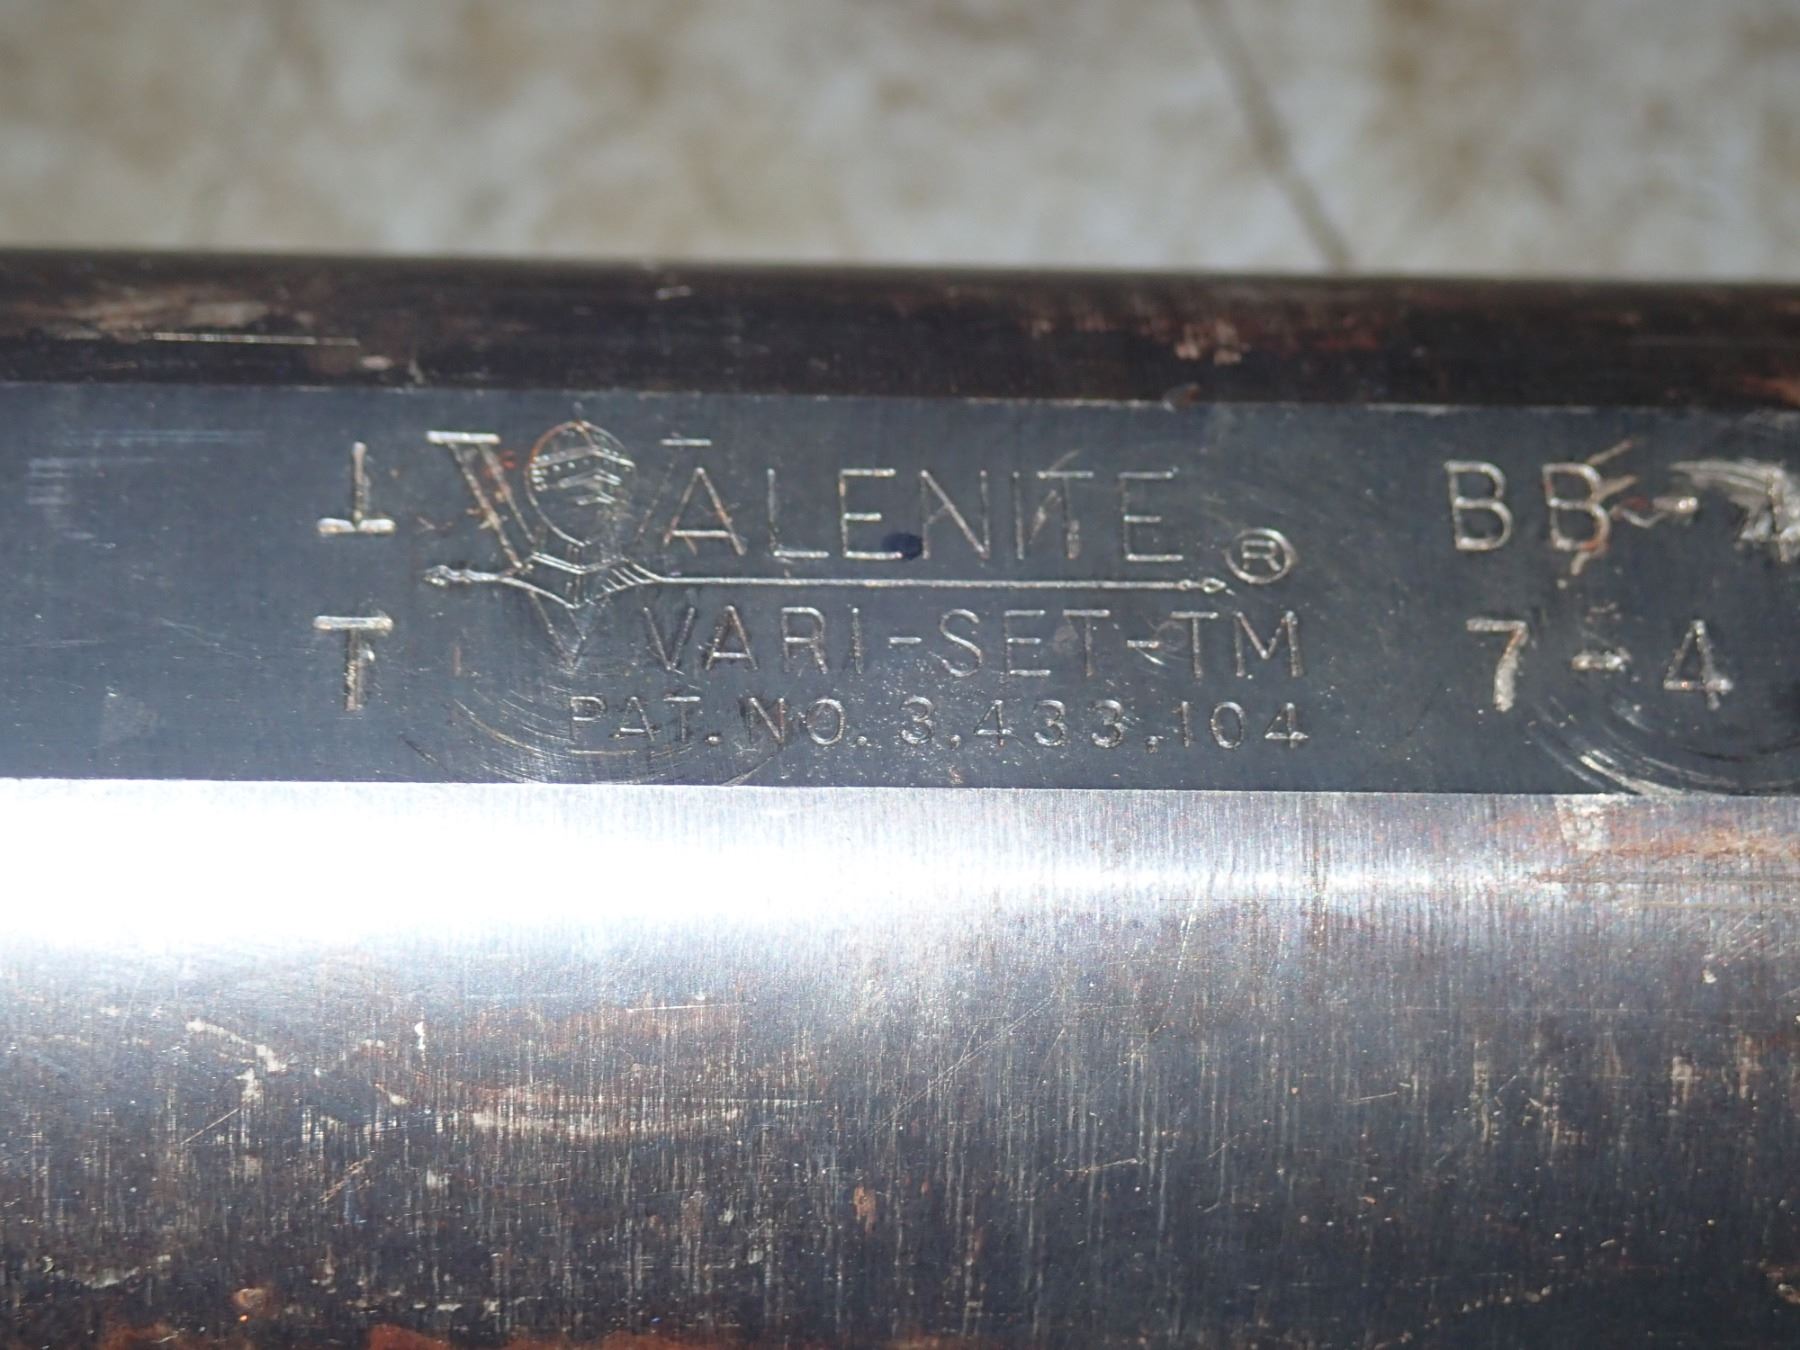 VALENITE ® BB-
VARI-SET-TM 7-4
PAT. NO. 3,433,104
T